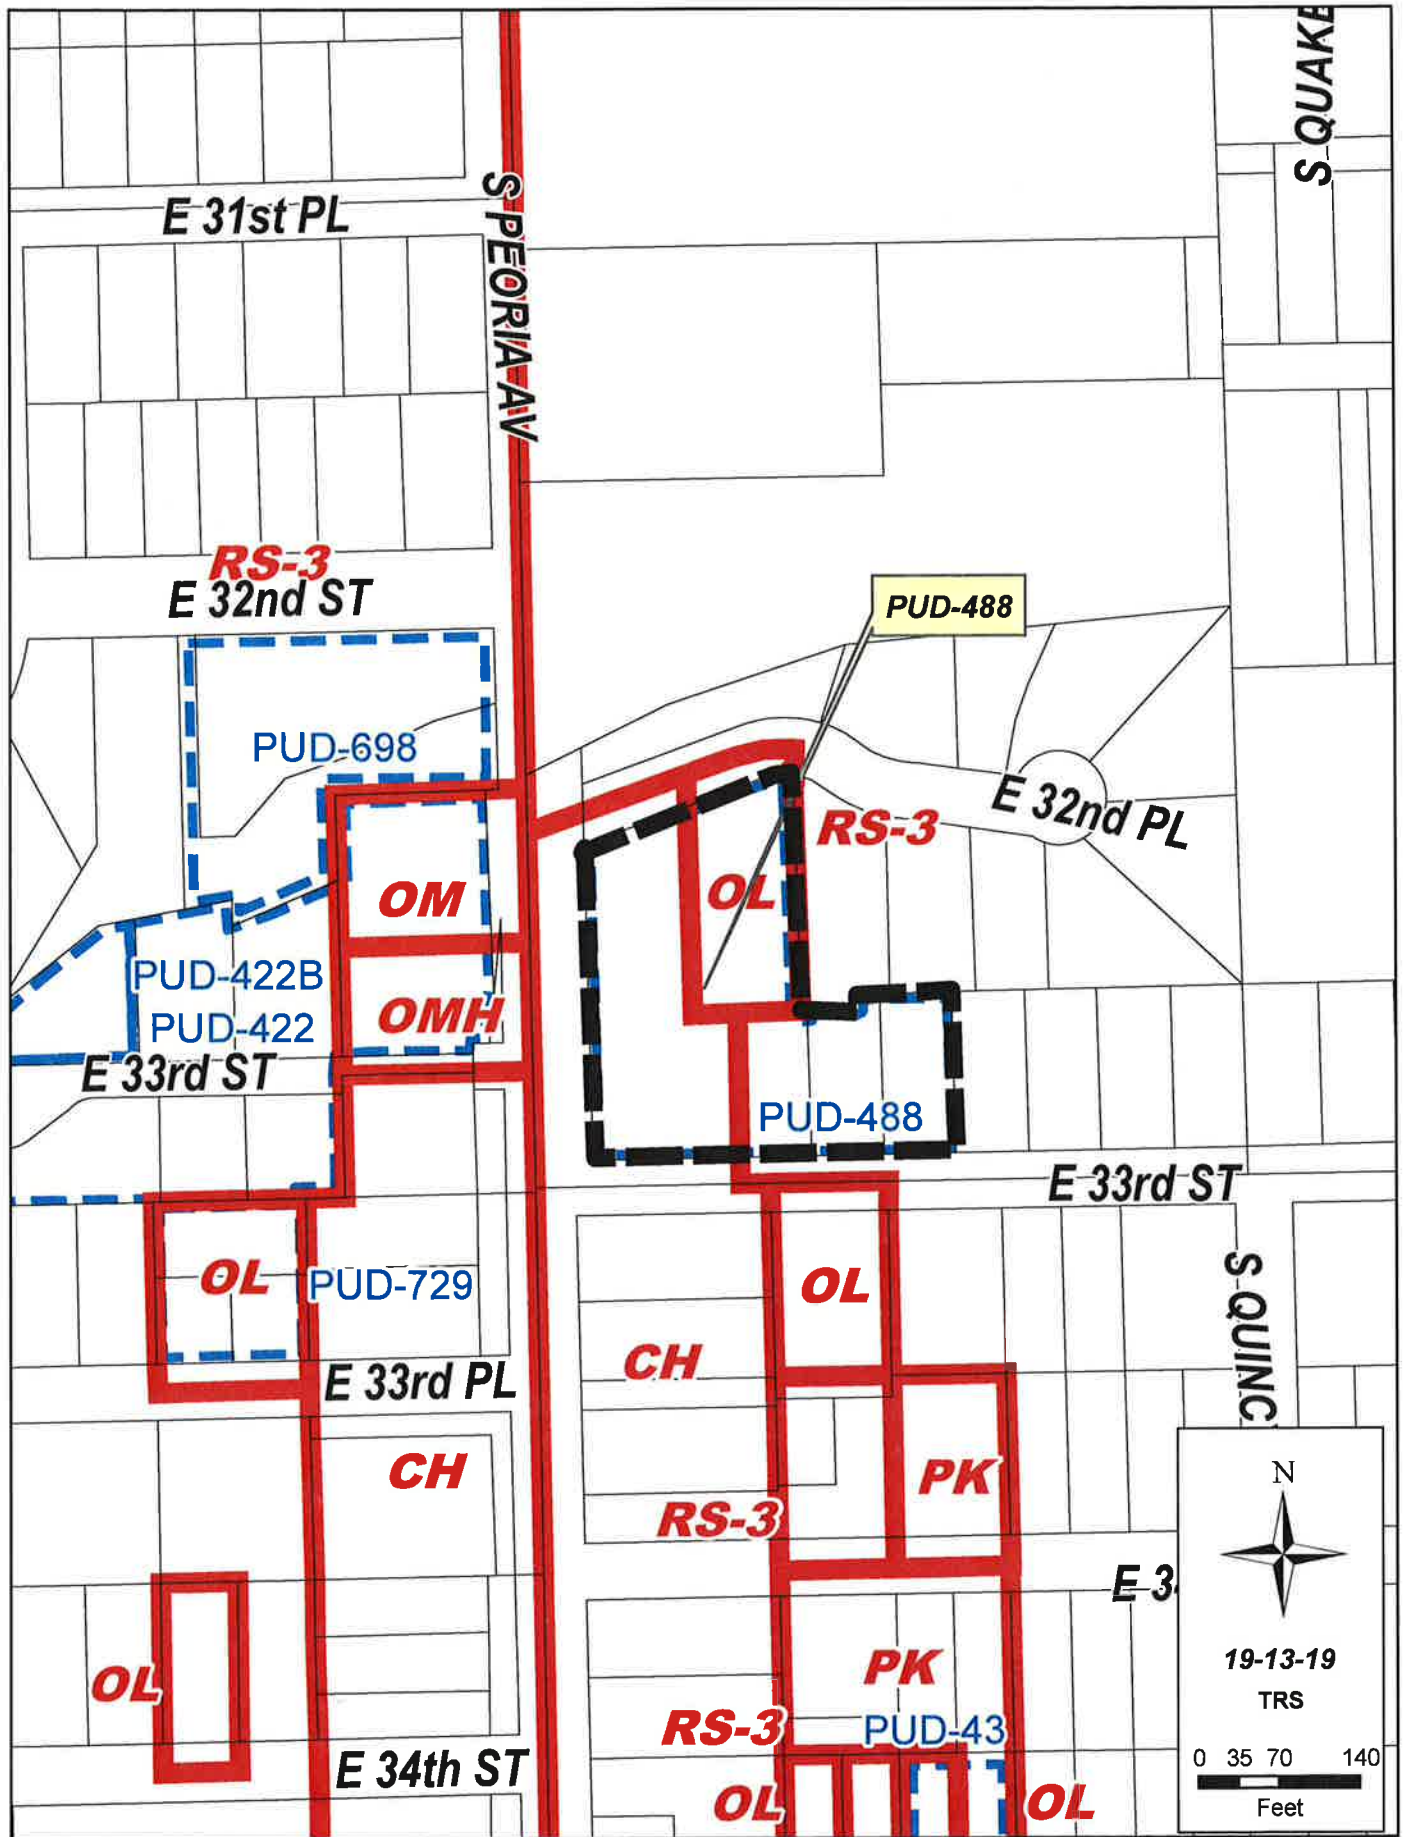 S QUAKE
E 31st PL
S PEORIA AV
RS-3
E 32nd ST
PUD-488
PUD-698
E 32nd PL
RS-3
OM
OL
PUD-422B
OMH
PUD-422
E 33rd ST
PUD-488
E 33rd ST
OL
PUD-729
OL
S QUINC
CH
E 33rd PL
CH
PK
RS-3
N
E 34
19-13-19
TRS
OL
PK
RS-3
PUD-43
E 34th ST
0 35 70 140
Feet
OL
OL